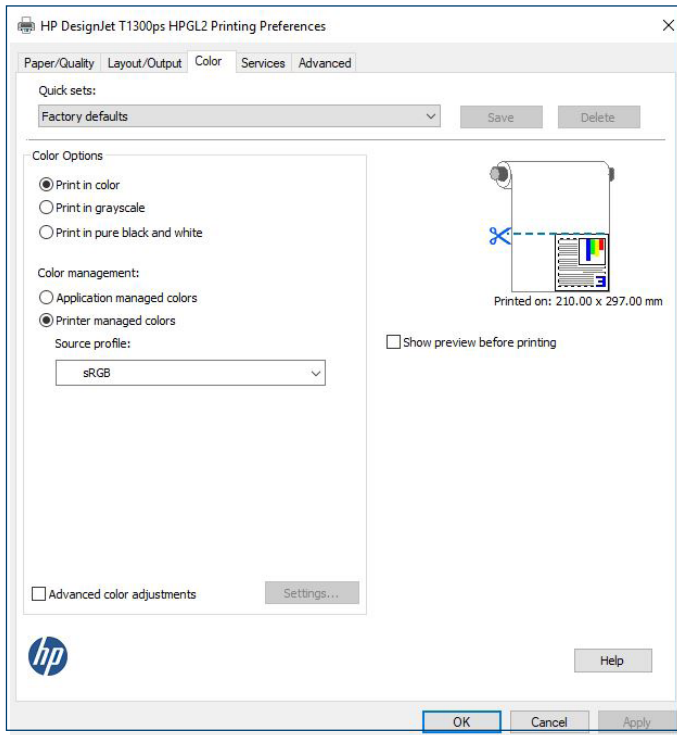 HP DesignJet T1300ps HPGL2 Printing Preferences
Paper/Quality Layout/Output Color Services Advanced
Quick sets:
Factory defaults
Save Delete
Color Options
Print in color
Print in grayscale
Print in pure black and white
Color management:
Application managed colors
Printer managed colors
Source profile:
sRGB
Advanced color adjustments Settings...
3
Printed on: 210.00 x 297.00 mm
Show preview before printing
hp
Help
OK Cancel Apply